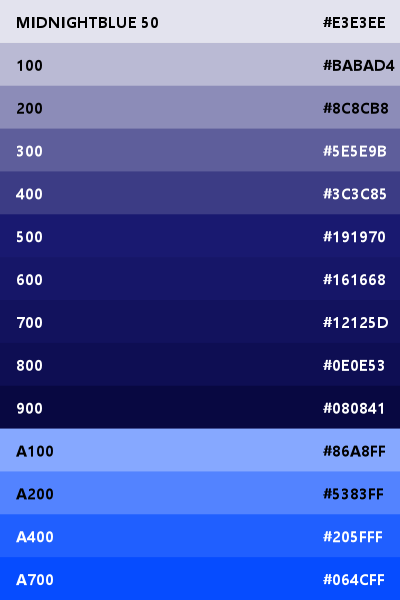 MIDNIGHTBLUE 50 #E3E3EE
100 #BABAD4
200 #8C8CB8
300 #5E5E9B
400 #3C3C85
500 #191970
600 #161668
700 #12125D
800 #0E0E53
900 #080841
A100 #86A8FF
A200 #5383FF
A400 #205FFF
A700 #064CFF